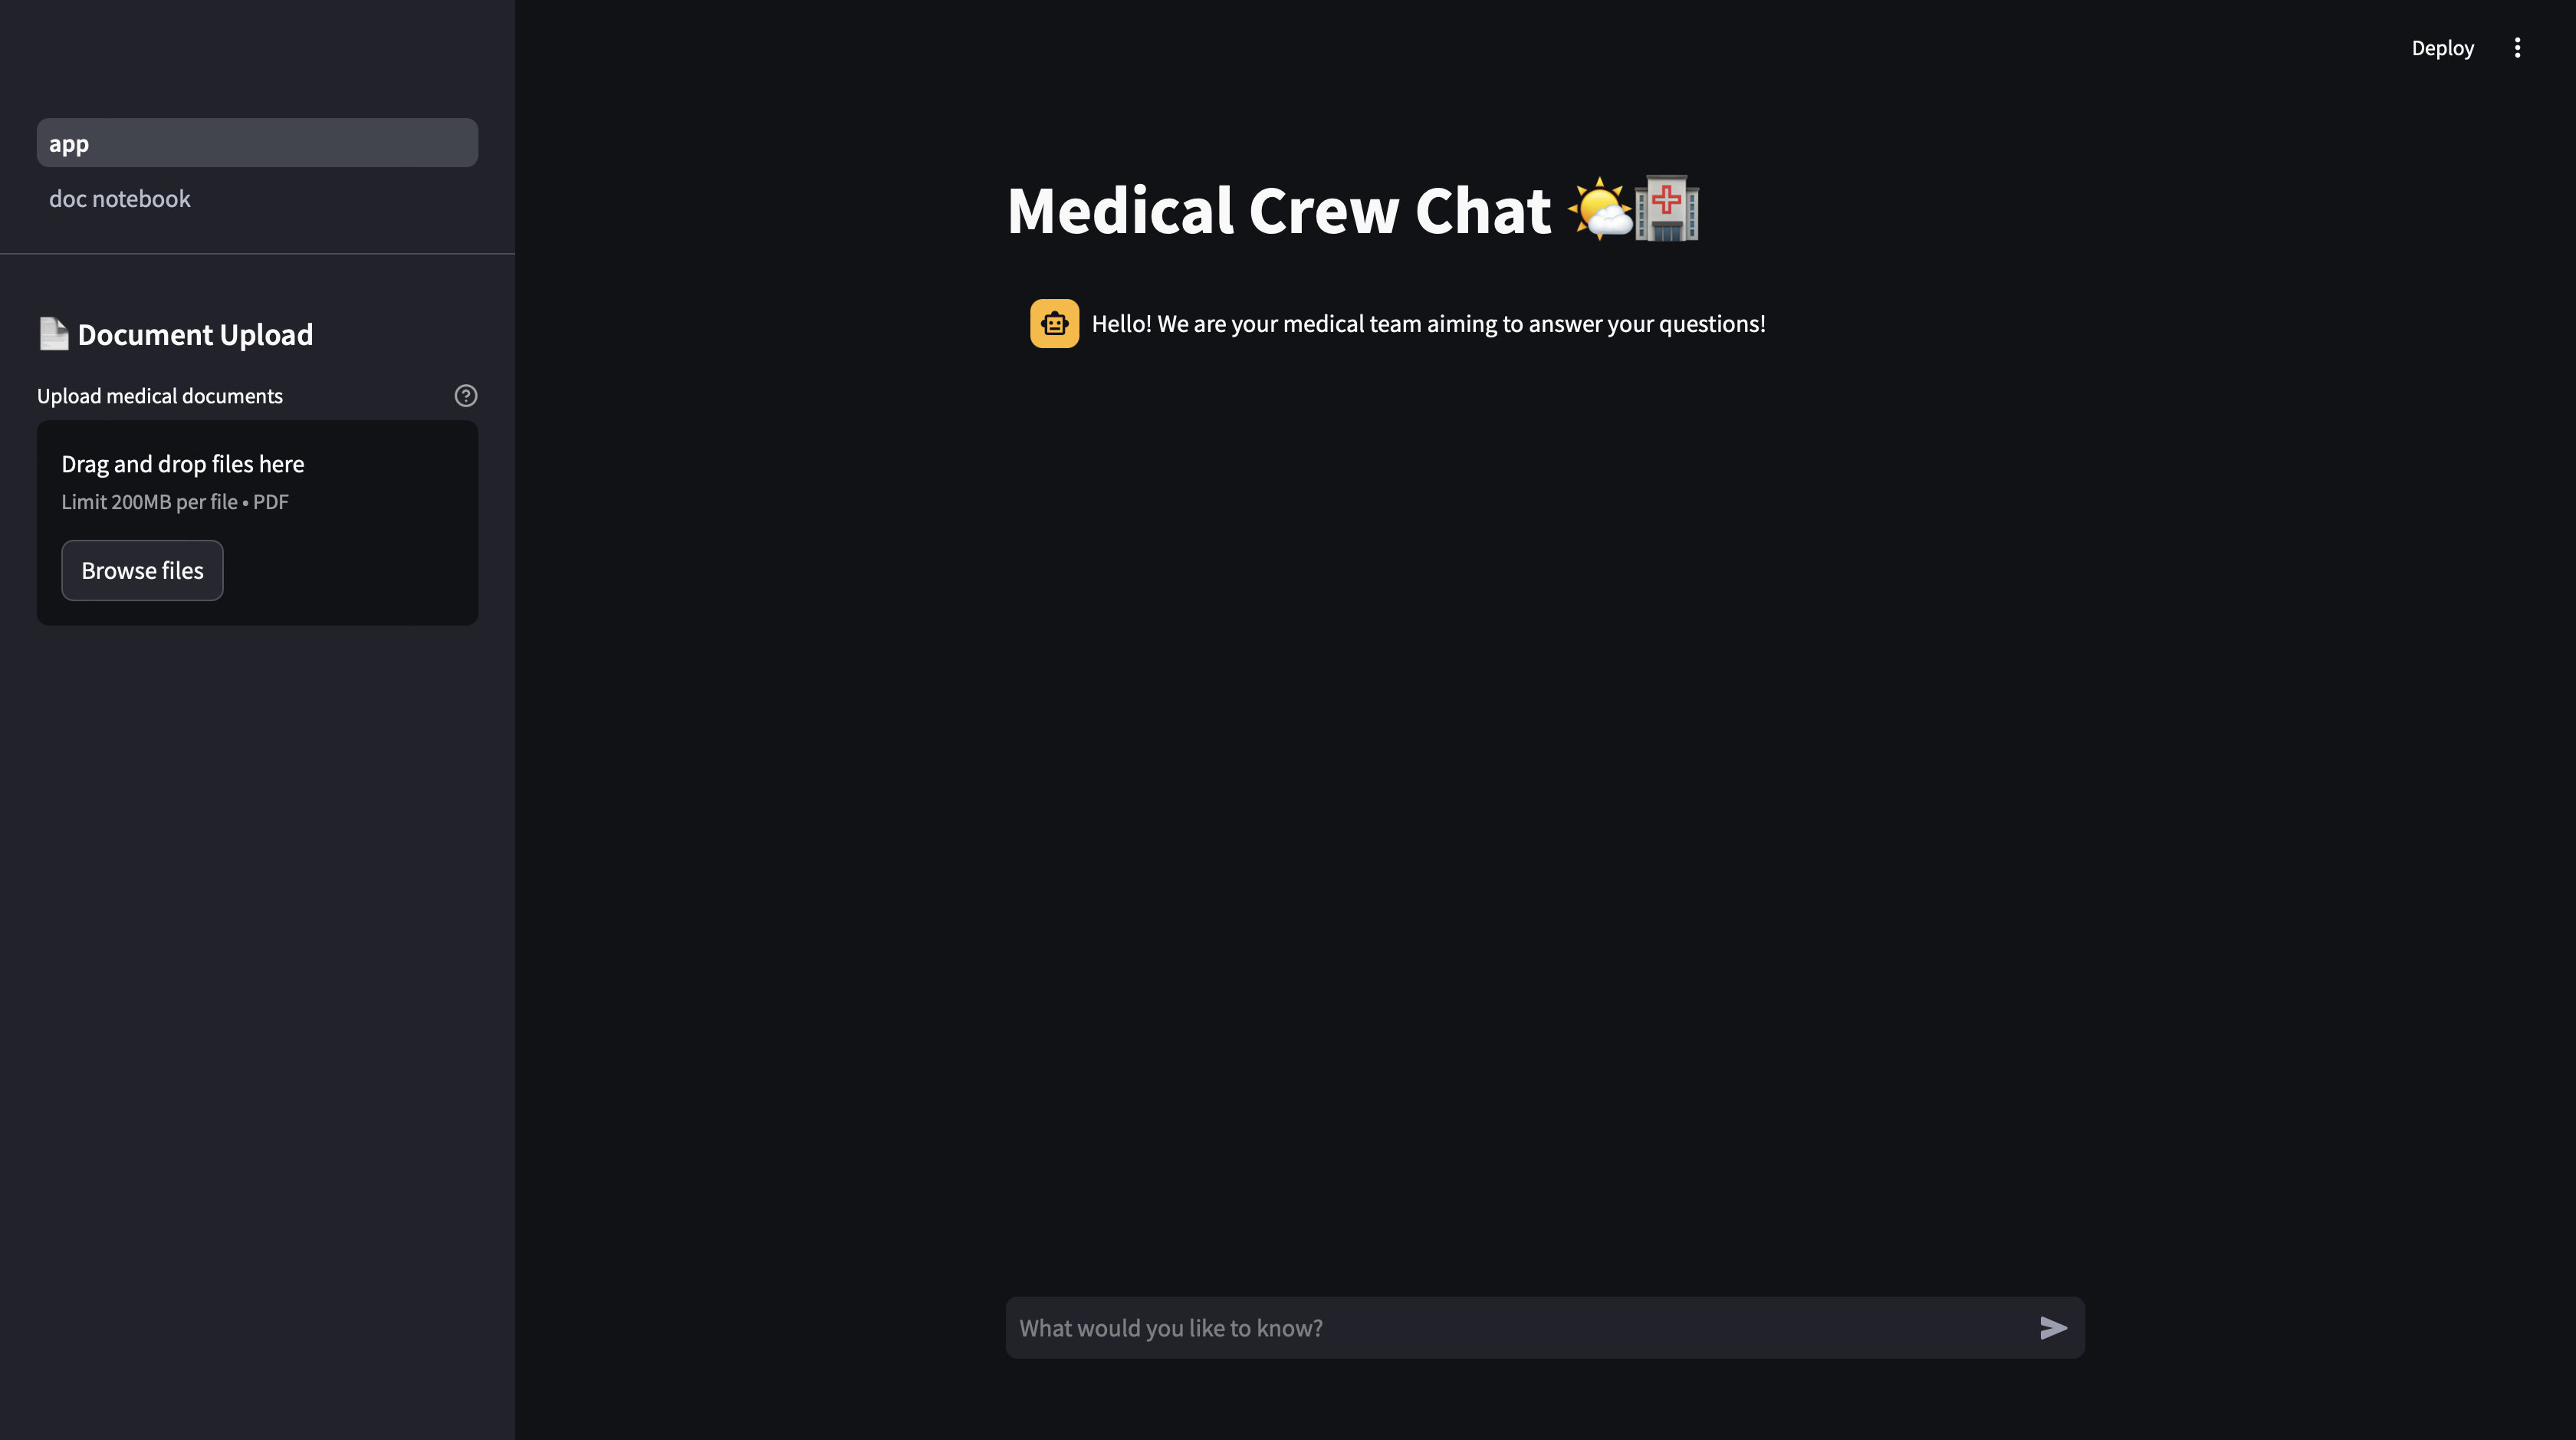 Deploy
app
doc notebook
Document Upload
Upload medical documents
Drag and drop files here
Limit 200MB per file • PDF
Browse files
Medical Crew Chat
Hello! We are your medical team aiming to answer your questions!
What would you like to know?